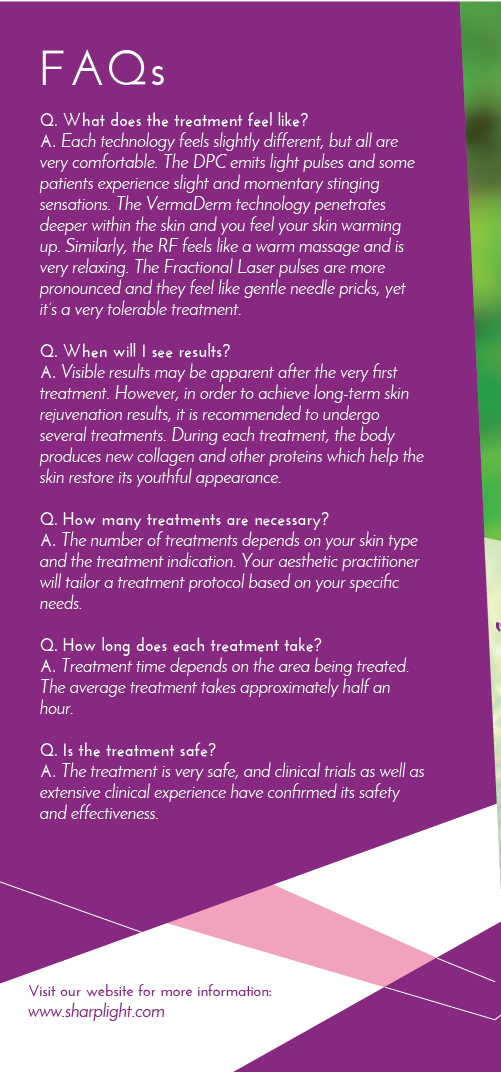 FAQs
Q. What does the treatment feel like?
A. Each technology feels slightly different, but all are
very comfortable. The DPC emits light pulses and some
patients experience slight and momentary stinging
sensations. The VermaDerm technology penetrates
deeper within the skin and you feel your skin warming
up. Similarly, the RF feels like a warm massage and is
very relaxing. The Fractional Laser pulses are more
pronounced and they feel like gentle needle pricks, yet
it's a very tolerable treatment.
Q. When will I see results?
A. Visible results may be apparent after the very first
treatment. However, in order to achieve long-term skin
rejuvenation results, it is recommended to undergo
several treatments. During each treatment, the body
produces new collagen and other proteins which help the
skin restore its youthful appearance.
Q. How many treatments are necessary?
A. The number of treatments depends on your skin type
and the treatment indication. Your aesthetic practitioner
will tailor a treatment protocol based on your specific
needs.
Q. How long does each treatment take?
A. Treatment time depends on the area being treated.
The average treatment takes approximately half an
hour.
Q. Is the treatment safe?
A. The treatment is very safe, and clinical trials as well as
extensive clinical experience have confirmed its safety
and effectiveness.
Visit our website for more information:
www.sharplight.com